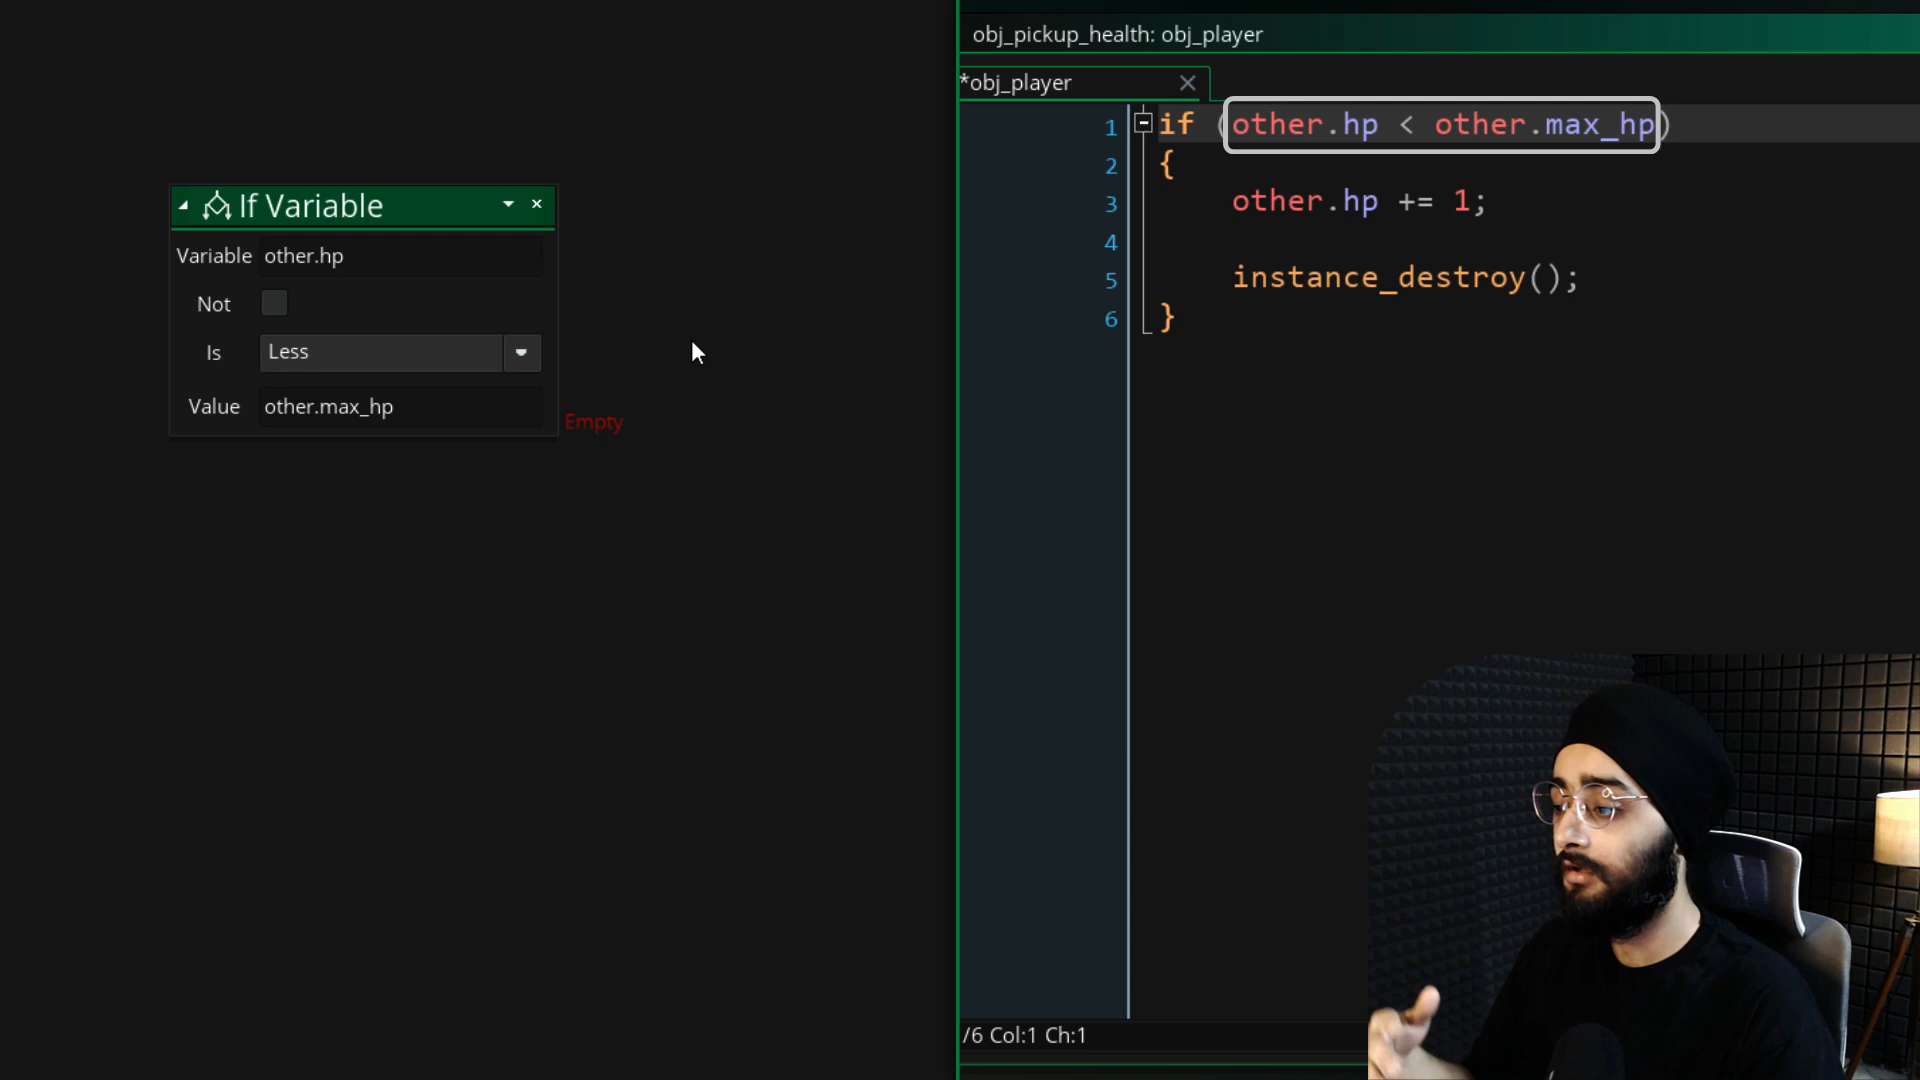 If Variable
Variable other.hp
Not
Is Less
Value other.max_hp
Empty
obj_pickup_health: obj_player
*obj_player
1 if (other.hp < other.max_hp)
2 {
3 other.hp += 1;
4
5 instance_destroy();
6 }
/6 Col:1 Ch:1